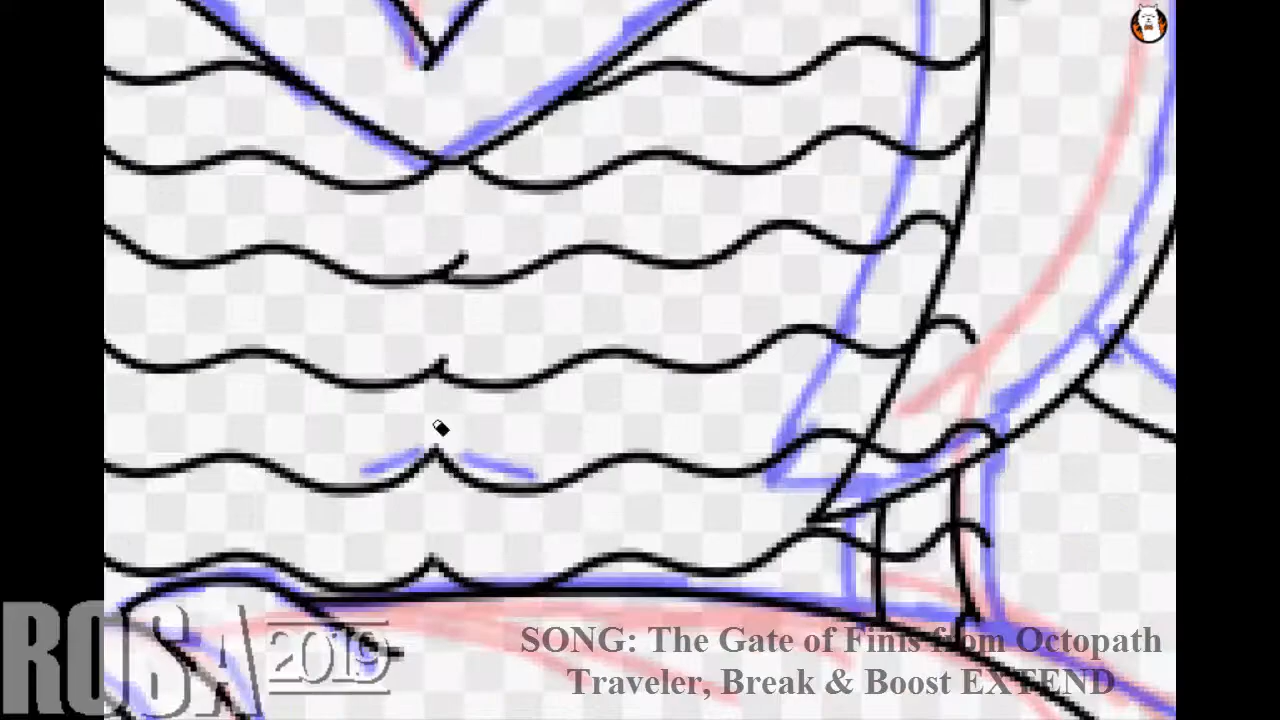 ROSA 2019
SONG: The Gate of Finis from Octopath
Traveler, Break & Boost EXTEND